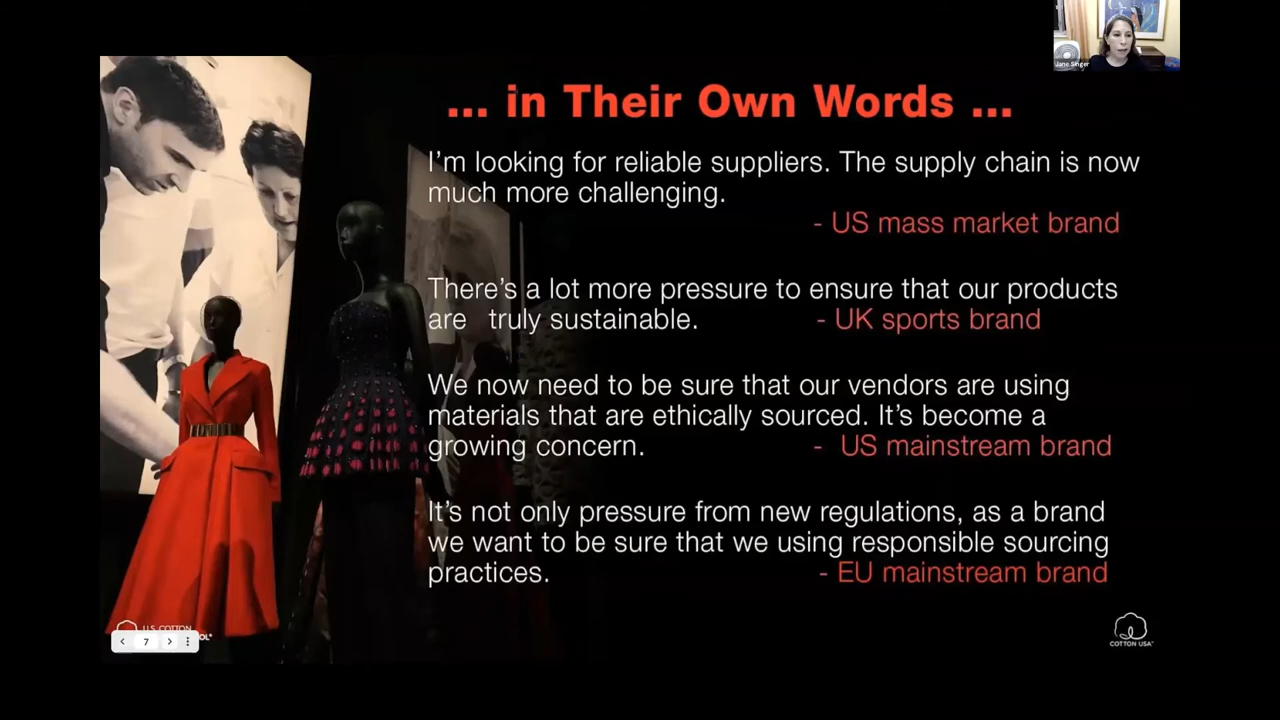 Jane Singer
... in Their Own Words ...
I'm looking for reliable suppliers. The supply chain is now
much more challenging.
- US mass market brand
There's a lot more pressure to ensure that our products
are truly sustainable. - UK sports brand
We now need to be sure that our vendors are using
materials that are ethically sourced. It's become a
growing concern. - US mainstream brand
It's not only pressure from new regulations, as a brand
we want to be sure that we using responsible sourcing
practices. - EU mainstream brand
U.S. COTTON
7
COTTON USA™